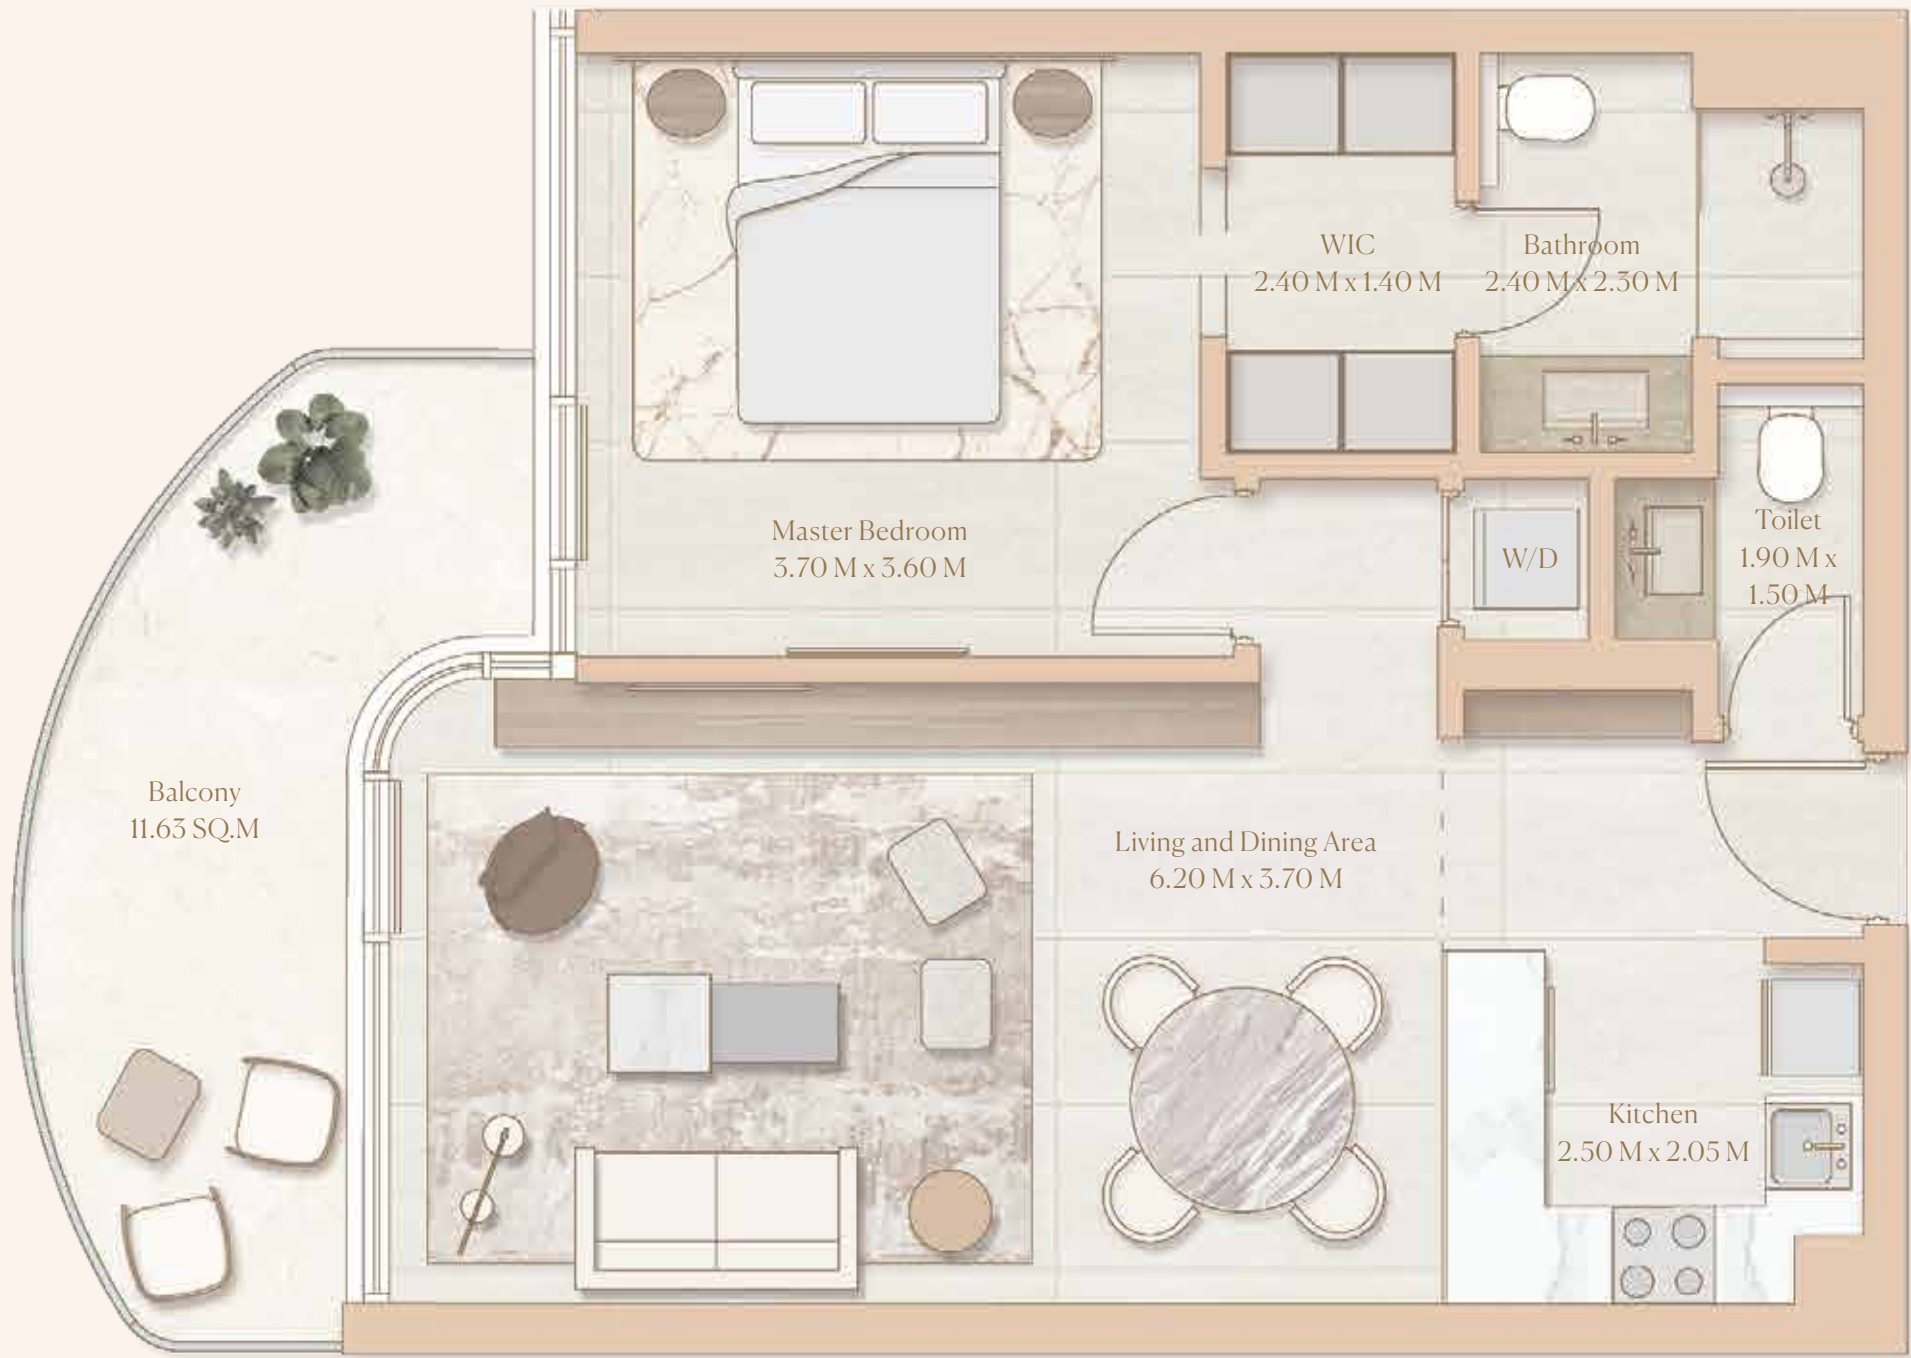 WIC
2.40 M x 1.40 M
Bathroom
2.40 M x 2.30 M
Master Bedroom
3.70 M x 3.60 M
W/D
Toilet
1.90 M x
1.50 M
Balcony
11.63 SQ.M
Living and Dining Area
6.20 M x 3.70 M
Kitchen
2.50 M x 2.05 M